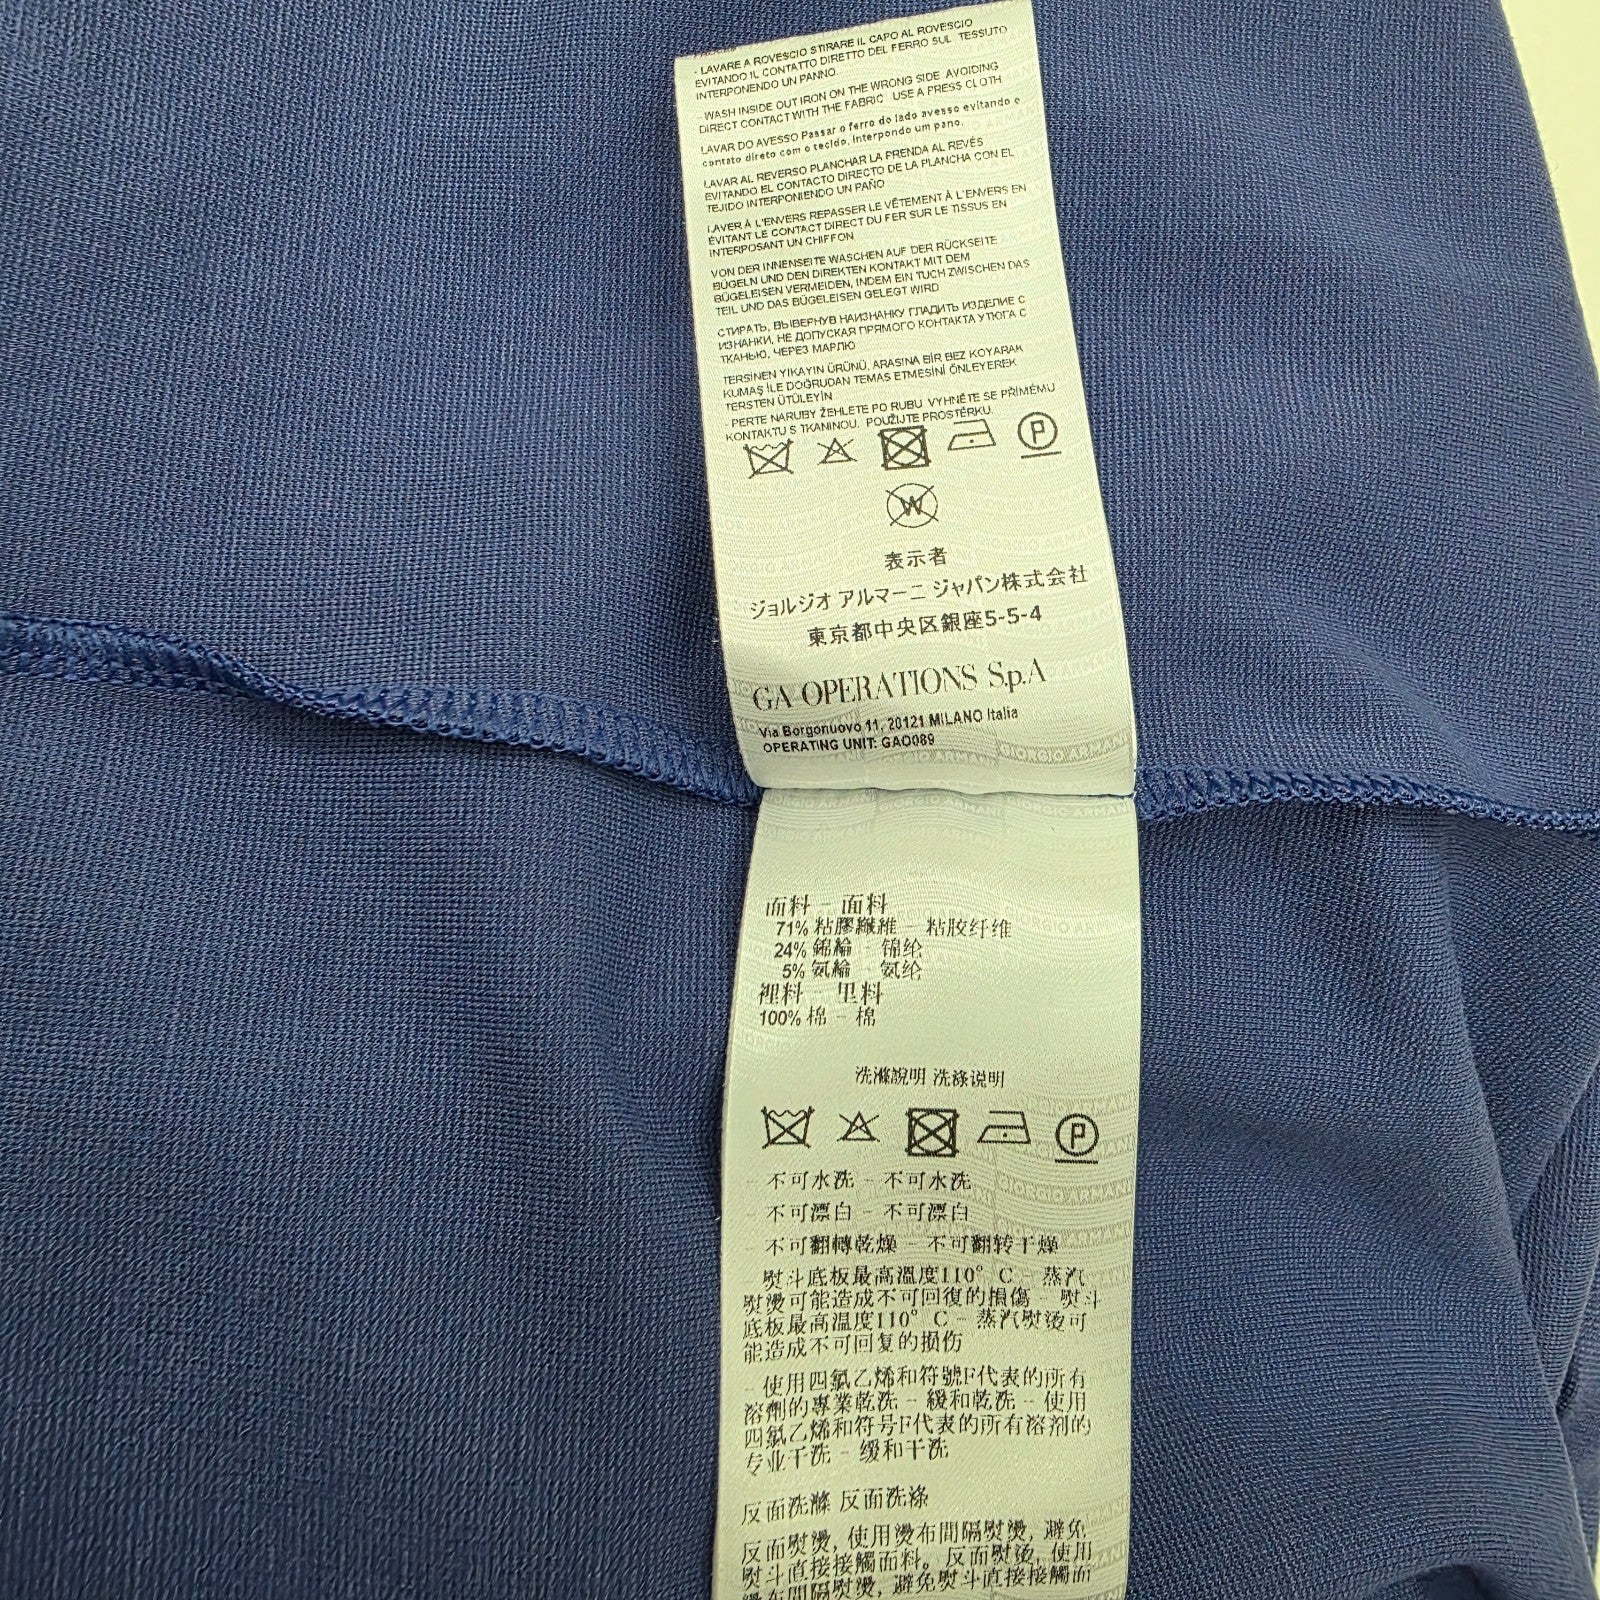 - LAVARE A ROVESCIO STIRARE IL CAPO AL ROVESCIO
EVITANDO IL CONTATTO DIRETTO DEL FERRO SUL TESSUTO
INTERPONENDO UN PANNO.
- WASH INSIDE OUT IRON ON THE WRONG SIDE AVOIDING
DIRECT CONTACT WITH THE FABRIC USE A PRESS CLOTH
LAVAR DO AVESSO Passar o ferro do lado avesso evitando o
contato direto com o tecido. Interpondo um pano.
LAVAR AL REVERSO PLANCHAR LA PRENDA AL REVÉS
EVITANDO EL CONTACTO DIRECTO DE LA PLANCHA CON EL
TEJIDO INTERPONIENDO UN PAÑO
LAVER À L'ENVERS REPASSER LE VÊTEMENT À L'ENVERS EN
ÉVITANT LE CONTACT DIRECT DU FER SUR LE TISSUS EN
INTERPOSANT UN CHIFFON
VON DER INNENSEITE WASCHEN AUF DER RÜCKSEITE
BÜGELN UND DEN DIREKTEN KONTAKT MIT DEM
BÜGELEISEN VERMEIDEN, INDEM EIN TUCH ZWISCHEN DAS
TEIL UND DAS BÜGELEISEN GELEGT WIRD
СТИРАТЬ, ВЫВЕРНУВ НАИЗНАНКУ ГЛАДИТЬ ИЗДЕЛИЕ С
ИЗНАНКИ, НЕ ДОПУСКАЯ ПРЯМОГО КОНТАКТА УТЮГА С
ТКАНЬЮ, ЧЕРЕЗ МАРЛЮ
TERSİNEN YIKAYIN ÜRÜNÜ, ARASINA BİR BEZ KOYARAK
KUMAŞ İLE DOĞRUDAN TEMAS ETMESİNİ ÖNLEYEREK
TERSTEN ÜTÜLEYİN
- PERTE NARUBY ŽEHLETE PO RUBU VYHNĚTE SE PŘÍMÉMU
KONTAKTU S TKANINOU. POUŽIJTE PROSTĚRKU.
P
W
表示者
ジョルジオ アルマーニ ジャパン株式会社
東京都中央区銀座5-5-4
GA OPERATIONS S.p.A
Via Borgonuovo 11, 20121 MILANO Italia
OPERATING UNIT: GAO089
GIORGIO ARMANI
面料 - 面料
71% 粘膠纖維 - 粘胶纤维
24% 錦綸 - 锦纶
5% 氨綸 - 氨纶
裡料 - 里料
100% 棉 - 棉
洗滌說明 洗涤说明
P
- 不可水洗 - 不可水洗
- 不可漂白 - 不可漂白
- 不可翻轉乾燥 - 不可翻转干燥
- 熨斗底板最高溫度110° C - 蒸汽
熨燙可能造成不可回復的損傷 - 熨斗
底板最高温度110° C - 蒸汽熨烫可
能造成不可回复的损伤
- 使用四氯乙烯和符號F代表的所有
溶劑的專業乾洗 - 緩和乾洗 - 使用
四氯乙烯和符号F代表的所有溶剂的
专业干洗 - 缓和干洗
反面洗滌 反面洗涤
反面熨燙, 使用燙布間隔熨燙, 避免
熨斗直接接觸面料。反面熨烫, 使用
烫布间隔熨烫, 避免熨斗直接接触面